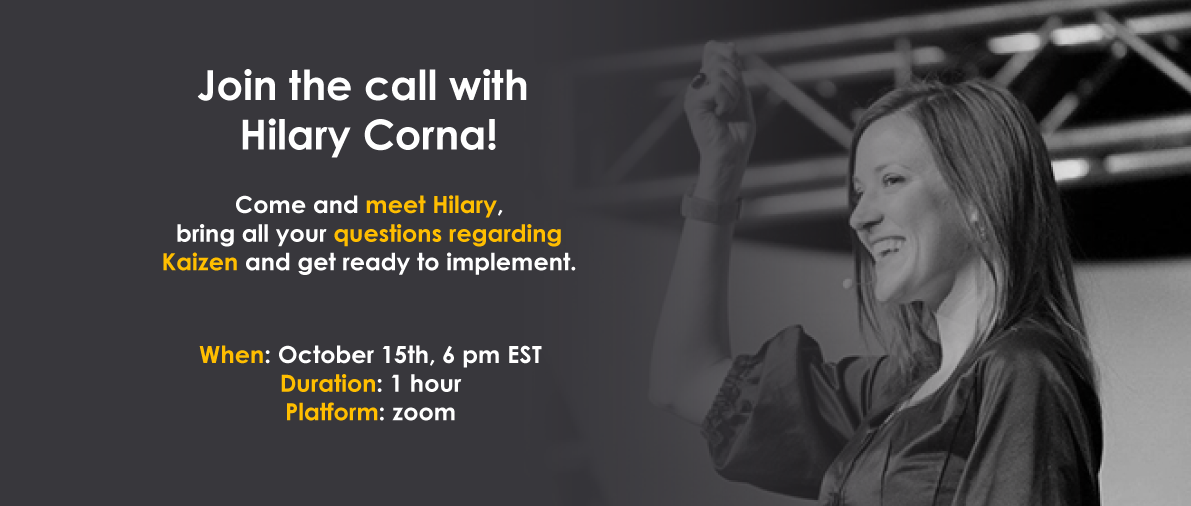 Join the call with
Hilary Corna!
Come and meet Hilary,
bring all your questions regarding
Kaizen and get ready to implement.
When: October 15th, 6 pm EST
Duration: 1 hour
Platform: zoom